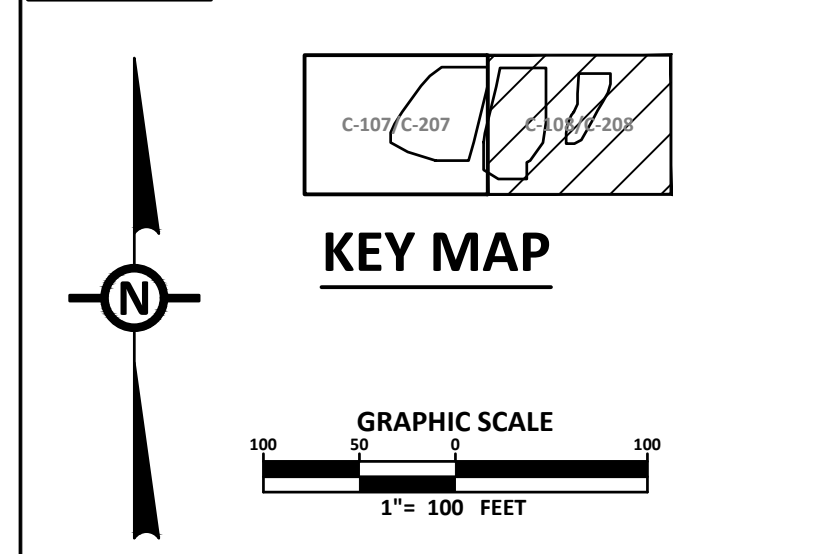 C-107/C-207 C-108/C-208
KEY MAP
N
GRAPHIC SCALE
100 50 0 100
1"= 100 FEET